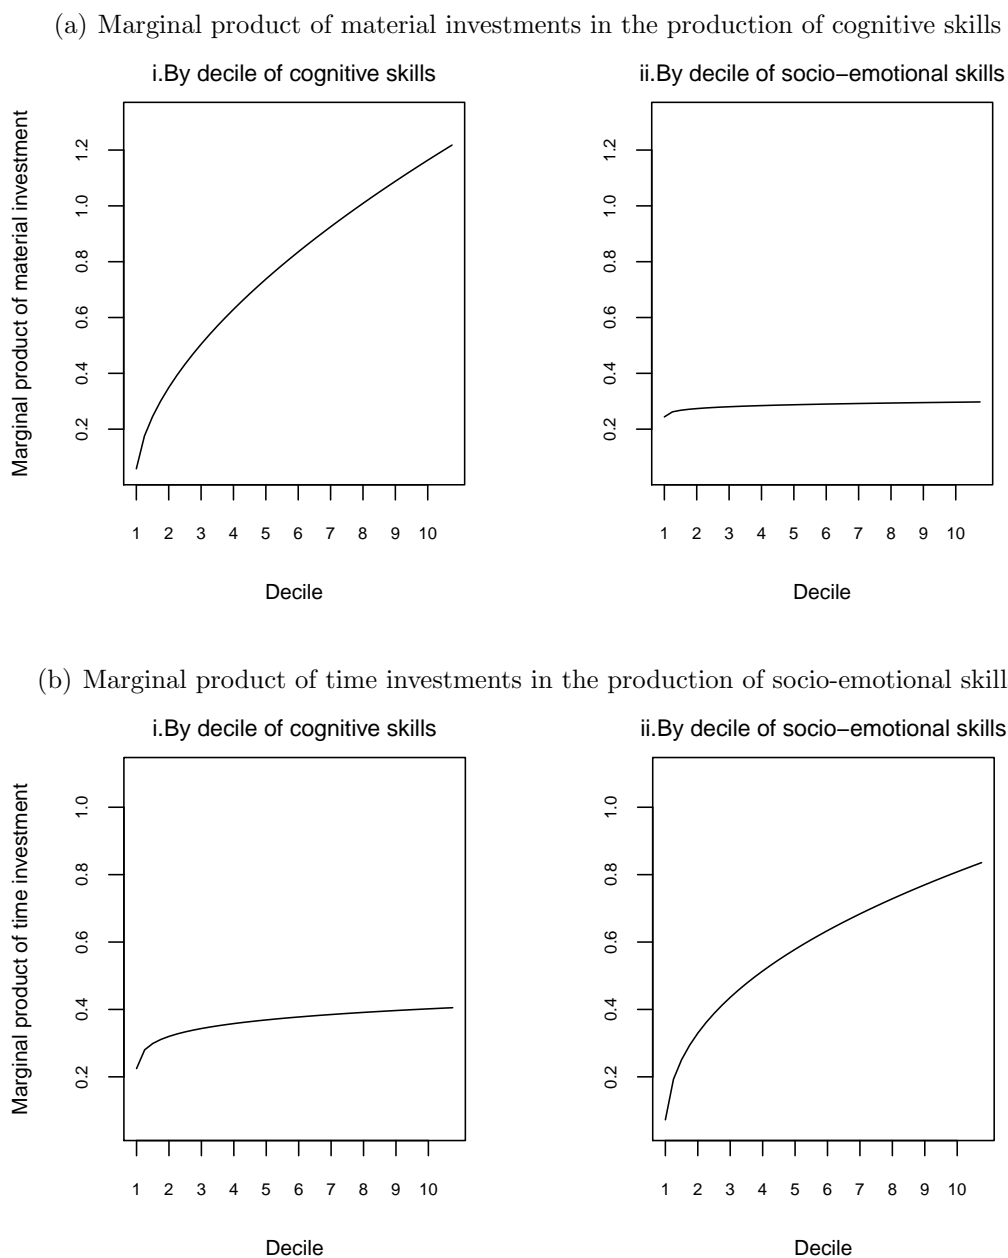 (a) Marginal product of material investments in the production of cognitive skills
i.By decile of cognitive skills
ii.By decile of socio−emotional skills
Marginal product of material investment
1.2
1.0
0.8
0.6
0.4
0.2
1 2 3 4 5 6 7 8 9 10
Decile
1.2
1.0
0.8
0.6
0.4
0.2
1 2 3 4 5 6 7 8 9 10
Decile
(b) Marginal product of time investments in the production of socio-emotional skill
i.By decile of cognitive skills
ii.By decile of socio−emotional skills
Marginal product of time investment
1.0
0.8
0.6
0.4
0.2
1 2 3 4 5 6 7 8 9 10
Decile
1.0
0.8
0.6
0.4
0.2
1 2 3 4 5 6 7 8 9 10
Decile